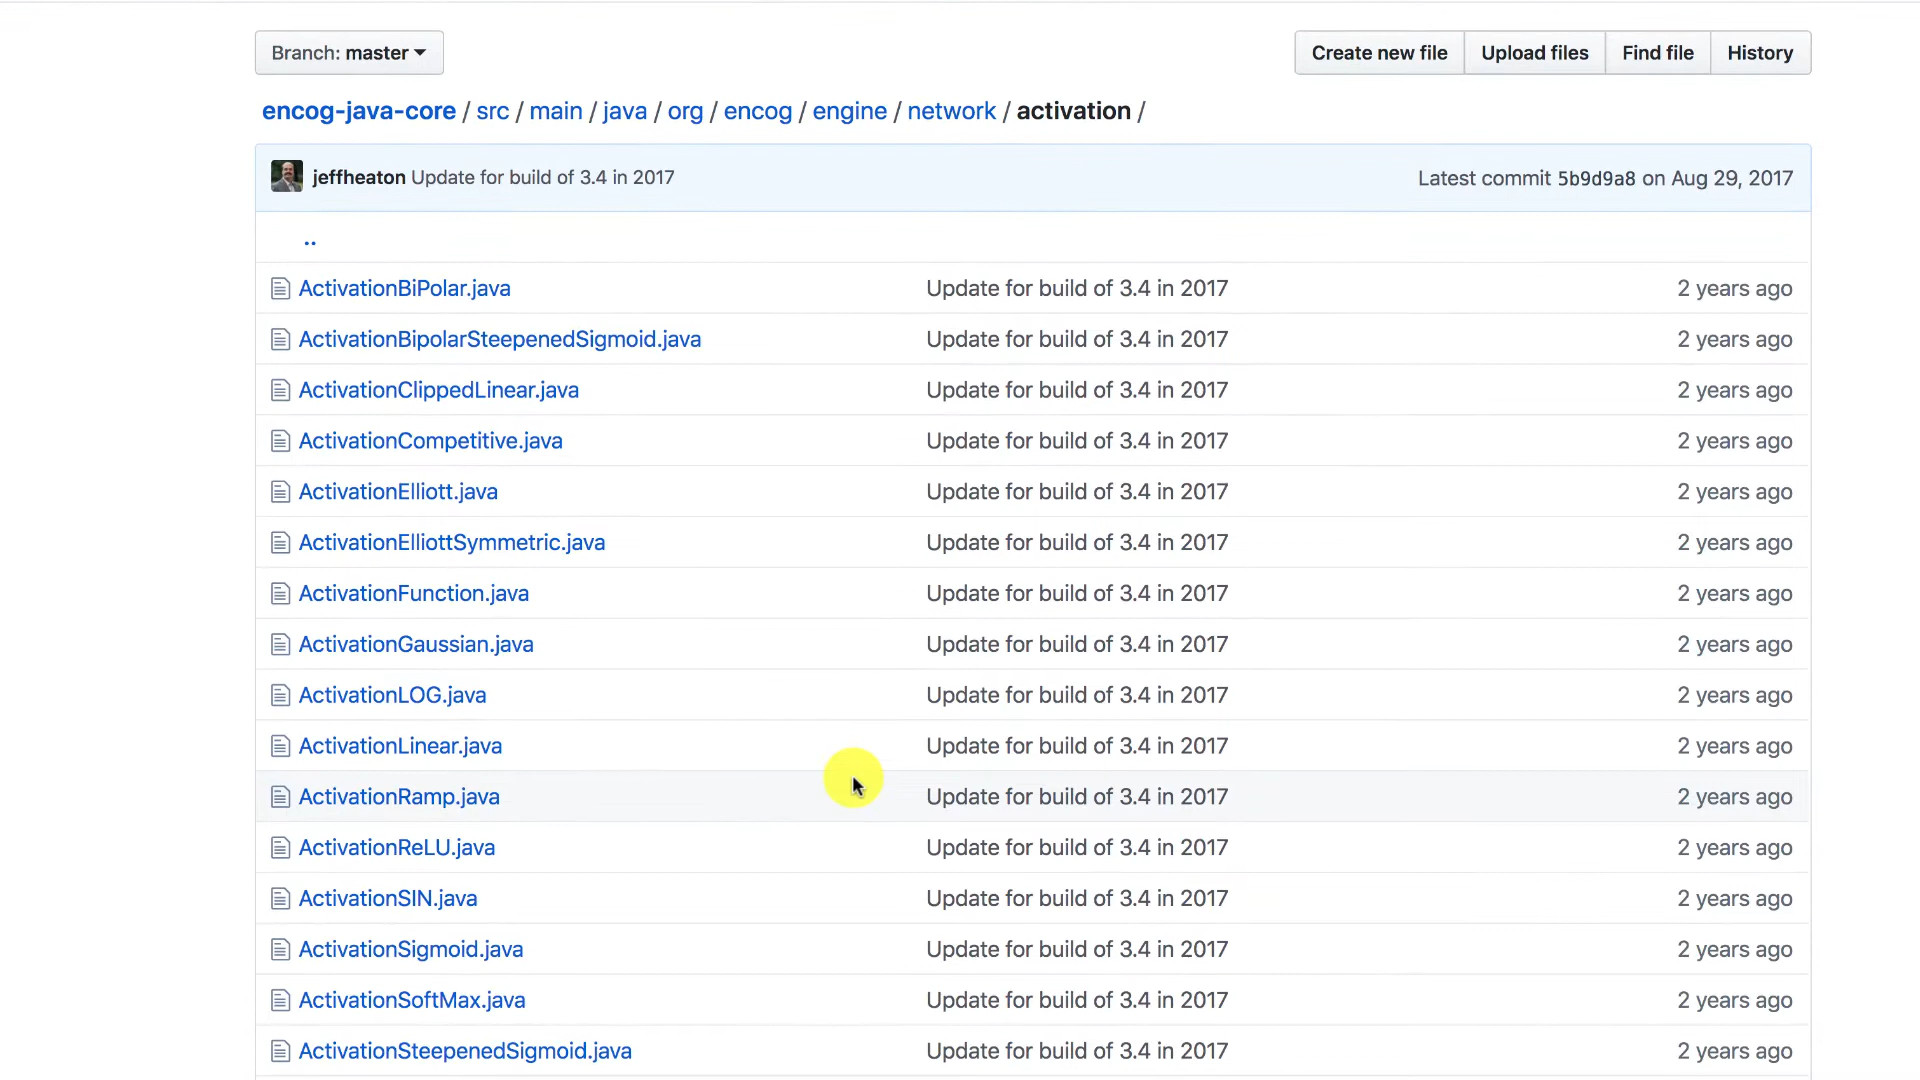 Branch: master
Create new file Upload files Find file History
encog-java-core / src / main / java / org / encog / engine / network / activation /
jeffheaton Update for build of 3.4 in 2017 Latest commit 5b9d9a8 on Aug 29, 2017
..
ActivationBiPolar.java Update for build of 3.4 in 2017 2 years ago
ActivationBipolarSteepenedSigmoid.java Update for build of 3.4 in 2017 2 years ago
ActivationClippedLinear.java Update for build of 3.4 in 2017 2 years ago
ActivationCompetitive.java Update for build of 3.4 in 2017 2 years ago
ActivationElliott.java Update for build of 3.4 in 2017 2 years ago
ActivationElliottSymmetric.java Update for build of 3.4 in 2017 2 years ago
ActivationFunction.java Update for build of 3.4 in 2017 2 years ago
ActivationGaussian.java Update for build of 3.4 in 2017 2 years ago
ActivationLOG.java Update for build of 3.4 in 2017 2 years ago
ActivationLinear.java Update for build of 3.4 in 2017 2 years ago
ActivationRamp.java Update for build of 3.4 in 2017 2 years ago
ActivationReLU.java Update for build of 3.4 in 2017 2 years ago
ActivationSIN.java Update for build of 3.4 in 2017 2 years ago
ActivationSigmoid.java Update for build of 3.4 in 2017 2 years ago
ActivationSoftMax.java Update for build of 3.4 in 2017 2 years ago
ActivationSteepenedSigmoid.java Update for build of 3.4 in 2017 2 years ago